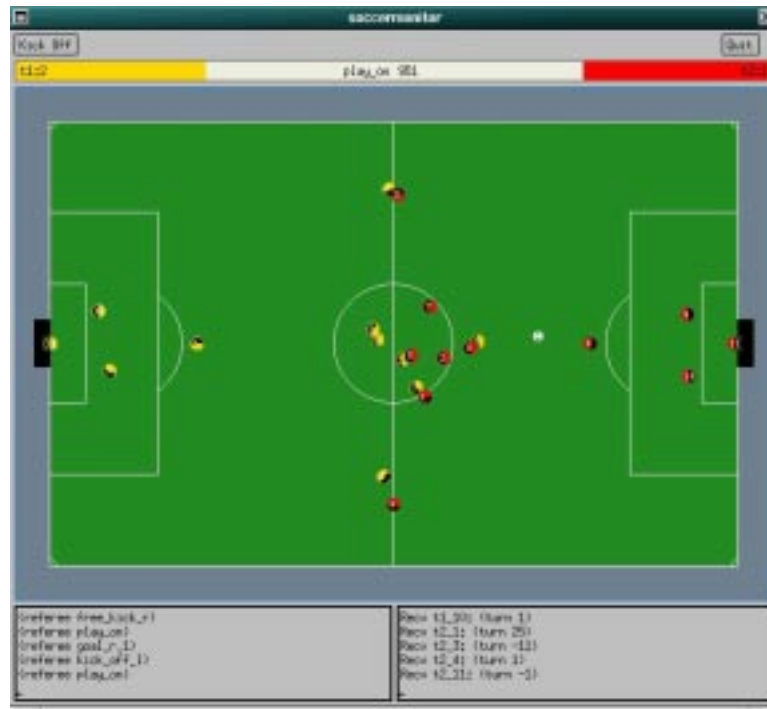 soccermonitor
Kick Off
Quit
t1:2
play_on 951
(referee free_kick_r)
(referee play_on)
(referee goal_r_1)
(referee kick_off_l)
(referee play_on)
Recv t1_10: (turn 1)
Recv t2_1: (turn 25)
Recv t2_3: (turn -11)
Recv t2_4: (turn 1)
Recv t2_11: (turn -1)